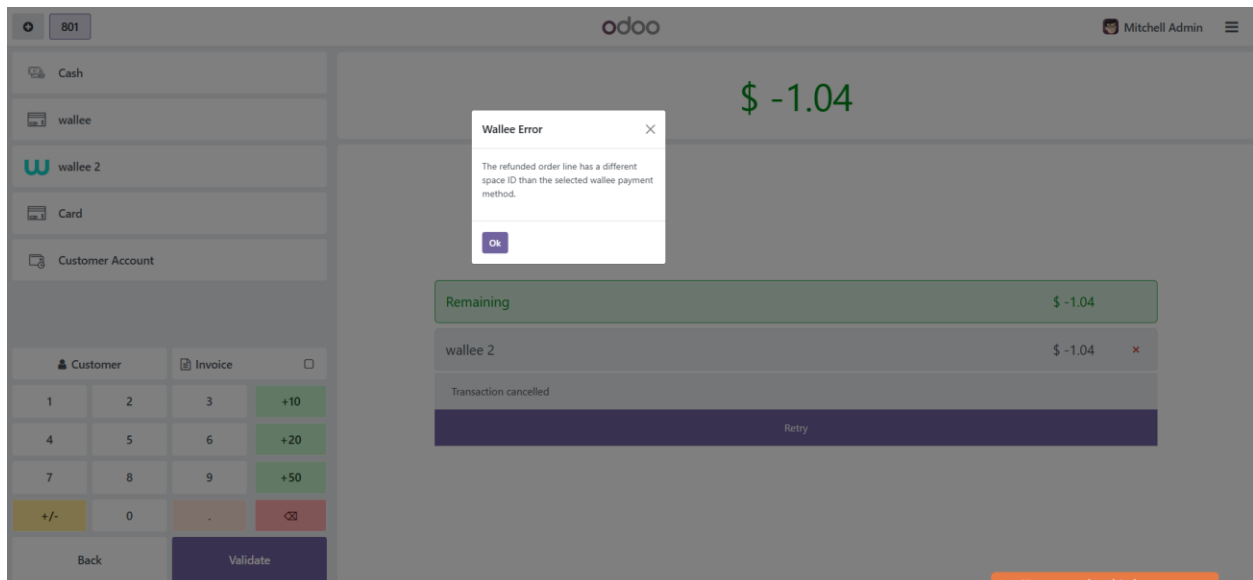 801
odoo
Mitchell Admin
Cash
wallee
wallee 2
Card
Customer Account
$ -1.04
Wallee Error
The refunded order line has a different
space ID than the selected wallee payment
method.
Ok
Remaining $ -1.04
wallee 2 $ -1.04 ×
Transaction cancelled
Retry
Customer Invoice
1 2 3 +10
4 5 6 +20
7 8 9 +50
+/- 0 .
Back Validate